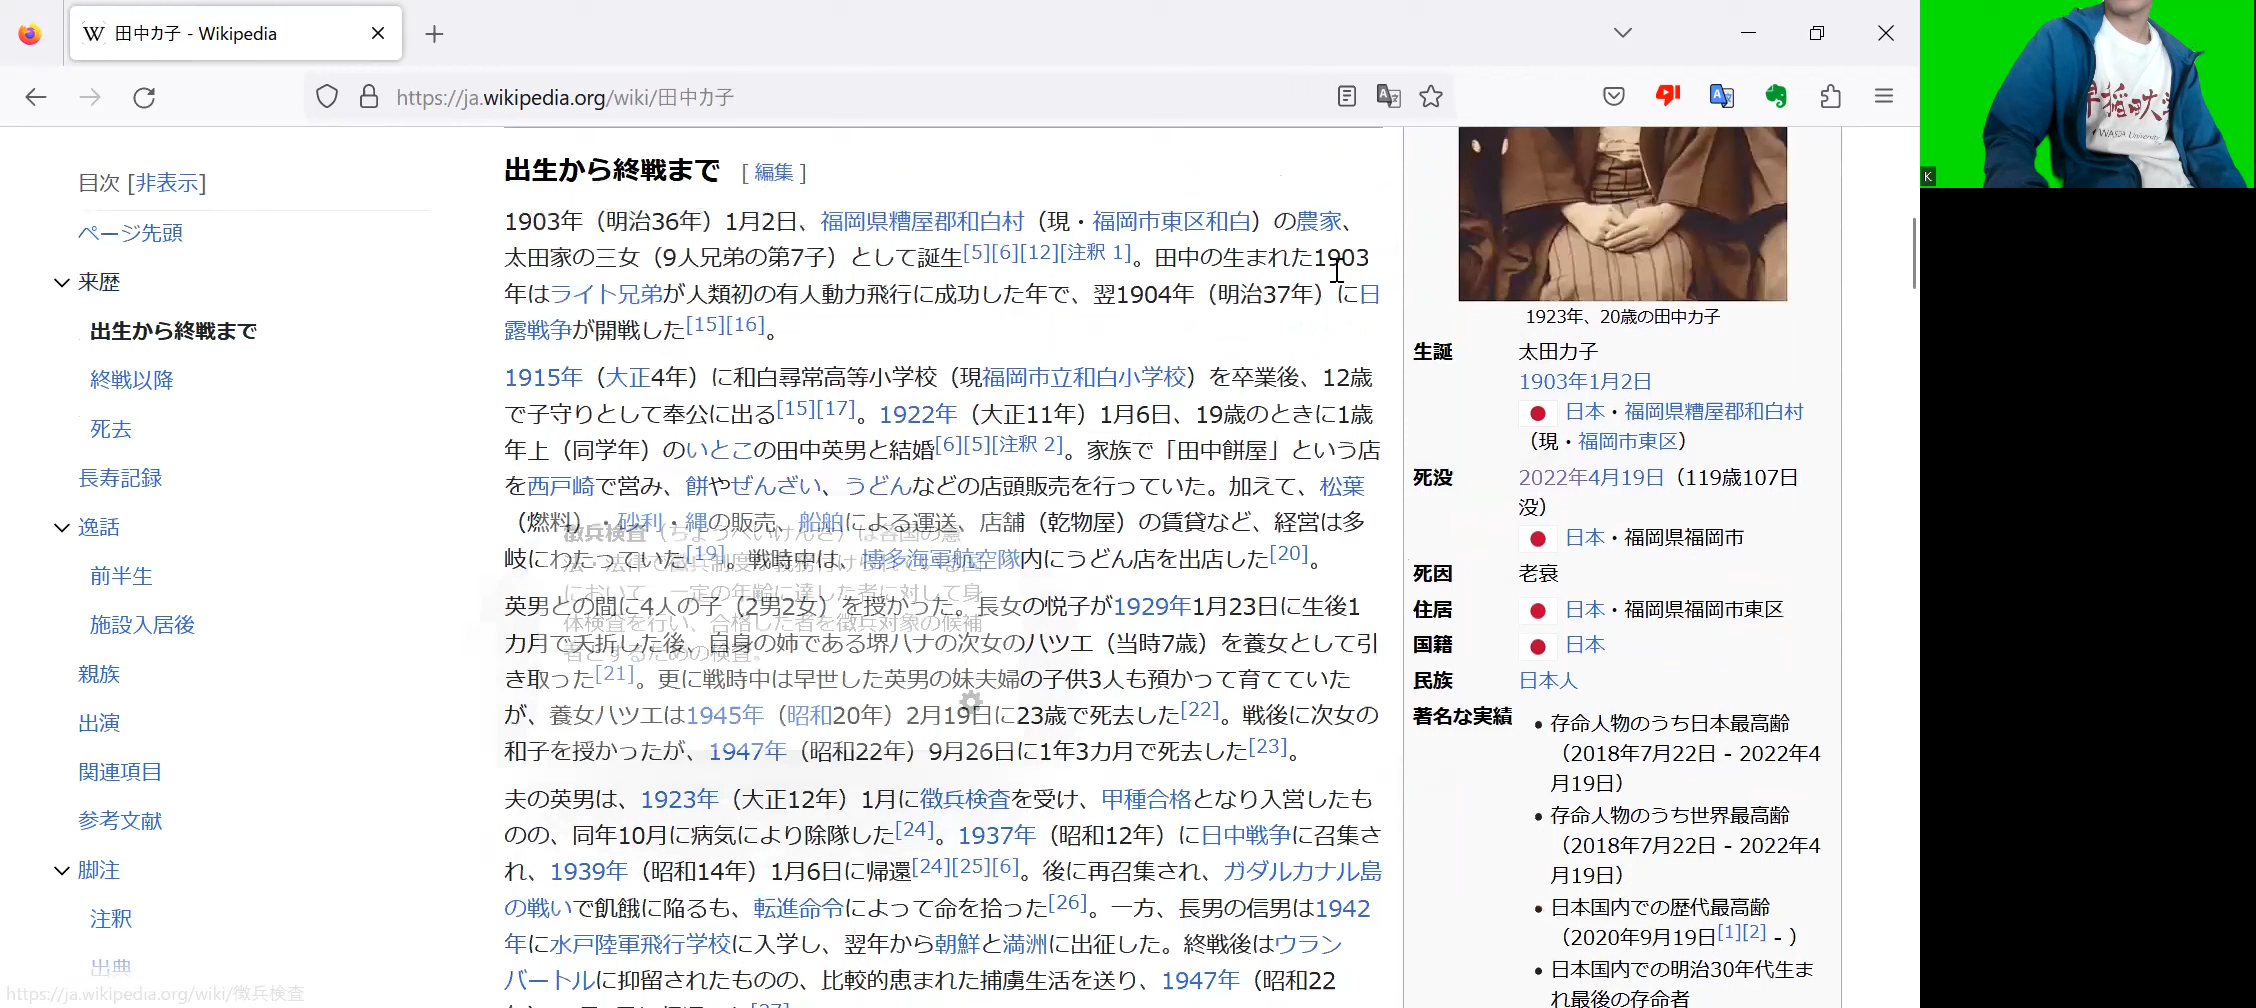 田中カ子 - Wikipedia
https://ja.wikipedia.org/wiki/田中カ子
目次 [非表示]
ページ先頭
来歴
出生から終戦まで
終戦以降
死去
長寿記録
逸話
前半生
施設入居後
親族
出演
関連項目
参考文献
脚注
注釈
出典
https://ja.wikipedia.org/wiki/徴兵検査
出生から終戦まで [ 編集 ]
1903年（明治36年）1月2日、福岡県糟屋郡和白村（現・福岡市東区和白）の農家、
太田家の三女（9人兄弟の第7子）として誕生[5][6][12][注釈 1]。田中の生まれた1903
年はライト兄弟が人類初の有人動力飛行に成功した年で、翌1904年（明治37年）に日
露戦争が開戦した[15][16]。
1915年（大正4年）に和白尋常高等小学校（現福岡市立和白小学校）を卒業後、12歳
で子守りとして奉公に出る[15][17]。1922年（大正11年）1月6日、19歳のときに1歳
年上（同学年）のいとこの田中英男と結婚[6][5][注釈 2]。家族で「田中餅屋」という店
を西戸崎で営み、餅やぜんざい、うどんなどの店頭販売を行っていた。加えて、松葉
（燃料）・砂利・縄の販売、船舶による運送、店舗（乾物屋）の賃貸など、経営は多
岐にわたっていた[19]。戦時中は、博多海軍航空隊内にうどん店を出店した[20]。
英男との間に4人の子（2男2女）を授かった。長女の悦子が1929年1月23日に生後1
カ月で夭折した後、自身の姉である堺ハナの次女のハツエ（当時7歳）を養女として引
き取った[21]。更に戦時中は早世した英男の妹夫婦の子供3人も預かって育てていた
が、養女ハツエは1945年（昭和20年）2月19日に23歳で死去した[22]。戦後に次女の
和子を授かったが、1947年（昭和22年）9月26日に1年3カ月で死去した[23]。
夫の英男は、1923年（大正12年）1月に徴兵検査を受け、甲種合格となり入営したも
のの、同年10月に病気により除隊した[24]。1937年（昭和12年）に日中戦争に召集さ
れ、1939年（昭和14年）1月6日に帰還[24][25][6]。後に再召集され、ガダルカナル島
の戦いで飢餓に陥るも、転進命令によって命を拾った[26]。一方、長男の信男は1942
年に水戸陸軍飛行学校に入学し、翌年から朝鮮と満洲に出征した。終戦後はウラン
バートルに抑留されたものの、比較的恵まれた捕虜生活を送り、1947年（昭和22
徴兵検査（ちょうへいけんさ）は各国の憲
法・法律で徴兵制度が義務付けられている国
において、一定の年齢に達した者に対して身
体検査を行い、合格した者を徴兵対象の候補
者とするための検査。
1923年、20歳の田中カ子
生誕 太田カ子
1903年1月2日
日本・福岡県糟屋郡和白村
（現・福岡市東区）
死没 2022年4月19日（119歳107日
没）
日本・福岡県福岡市
死因 老衰
住居 日本・福岡県福岡市東区
国籍 日本
民族 日本人
著名な実績 • 存命人物のうち日本最高齢
（2018年7月22日 - 2022年4
月19日）
• 存命人物のうち世界最高齢
（2018年7月22日 - 2022年4
月19日）
• 日本国内での歴代最高齢
（2020年9月19日[1][2] - ）
• 日本国内での明治30年代生ま
れ最後の存命者
早稲田大学
K